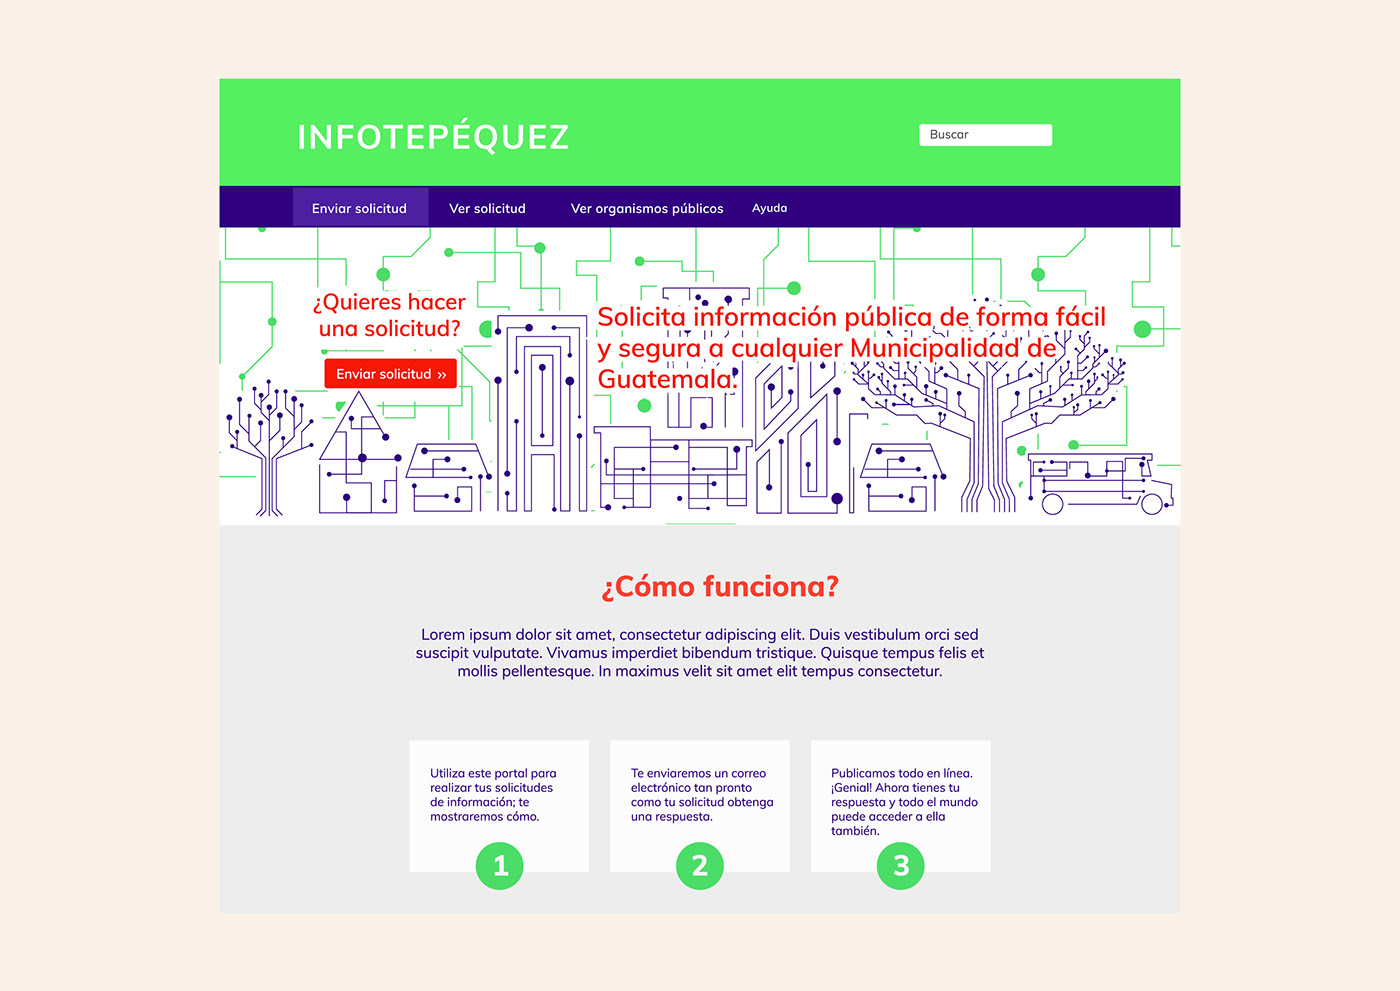 INFOTEPÉQUEZ
Buscar
Enviar solicitud
Ver solicitud
Ver organismos públicos
Ayuda
¿Quieres hacer
una solicitud?
Enviar solicitud ››
Solicita información pública de forma fácil
y segura a cualquier Municipalidad de
Guatemala.
¿Cómo funciona?
Lorem ipsum dolor sit amet, consectetur adipiscing elit. Duis vestibulum orci sed
suscipit vulputate. Vivamus imperdiet bibendum tristique. Quisque tempus felis et
mollis pellentesque. In maximus velit sit amet elit tempus consectetur.
Utiliza este portal para
realizar tus solicitudes
de información; te
mostraremos cómo.
1
Te enviaremos un correo
electrónico tan pronto
como tu solicitud obtenga
una respuesta.
2
Publicamos todo en línea.
¡Genial! Ahora tienes tu
respuesta y todo el mundo
puede acceder a ella
también.
3